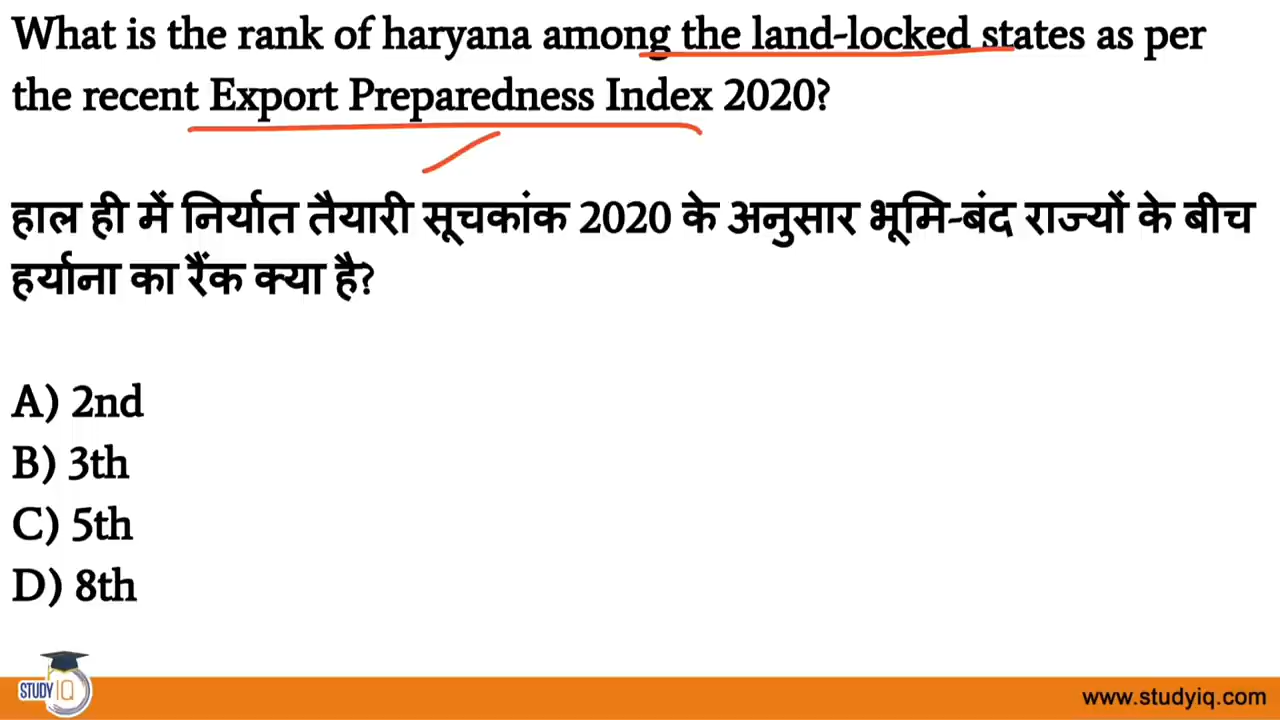 What is the rank of haryana among the land-locked states as per
the recent Export Preparedness Index 2020?
हाल ही में निर्यात तैयारी सूचकांक 2020 के अनुसार भूमि-बंद राज्यों के बीच
हर्याना का रैंक क्या है?
A) 2nd
B) 3th
C) 5th
D) 8th
STUDY IQ
www.studyiq.com